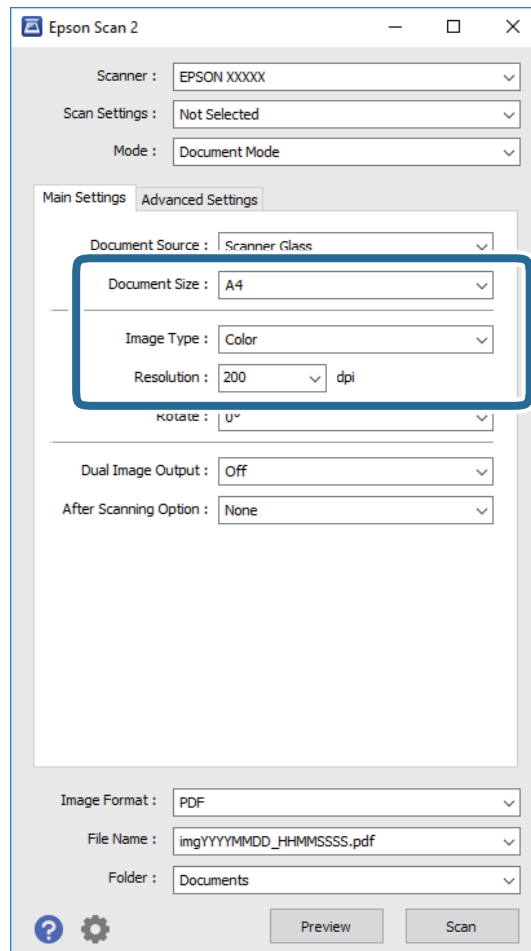 Epson Scan 2
Scanner : EPSON XXXXX
Scan Settings : Not Selected
Mode : Document Mode
Main Settings Advanced Settings
Document Source : Scanner Glass
Document Size : A4
Image Type : Color
Resolution : 200 dpi
Rotate : 0°
Dual Image Output : Off
After Scanning Option : None
Image Format : PDF
File Name : imgYYYYMMDD_HHMMSSSS.pdf
Folder : Documents
? Preview Scan